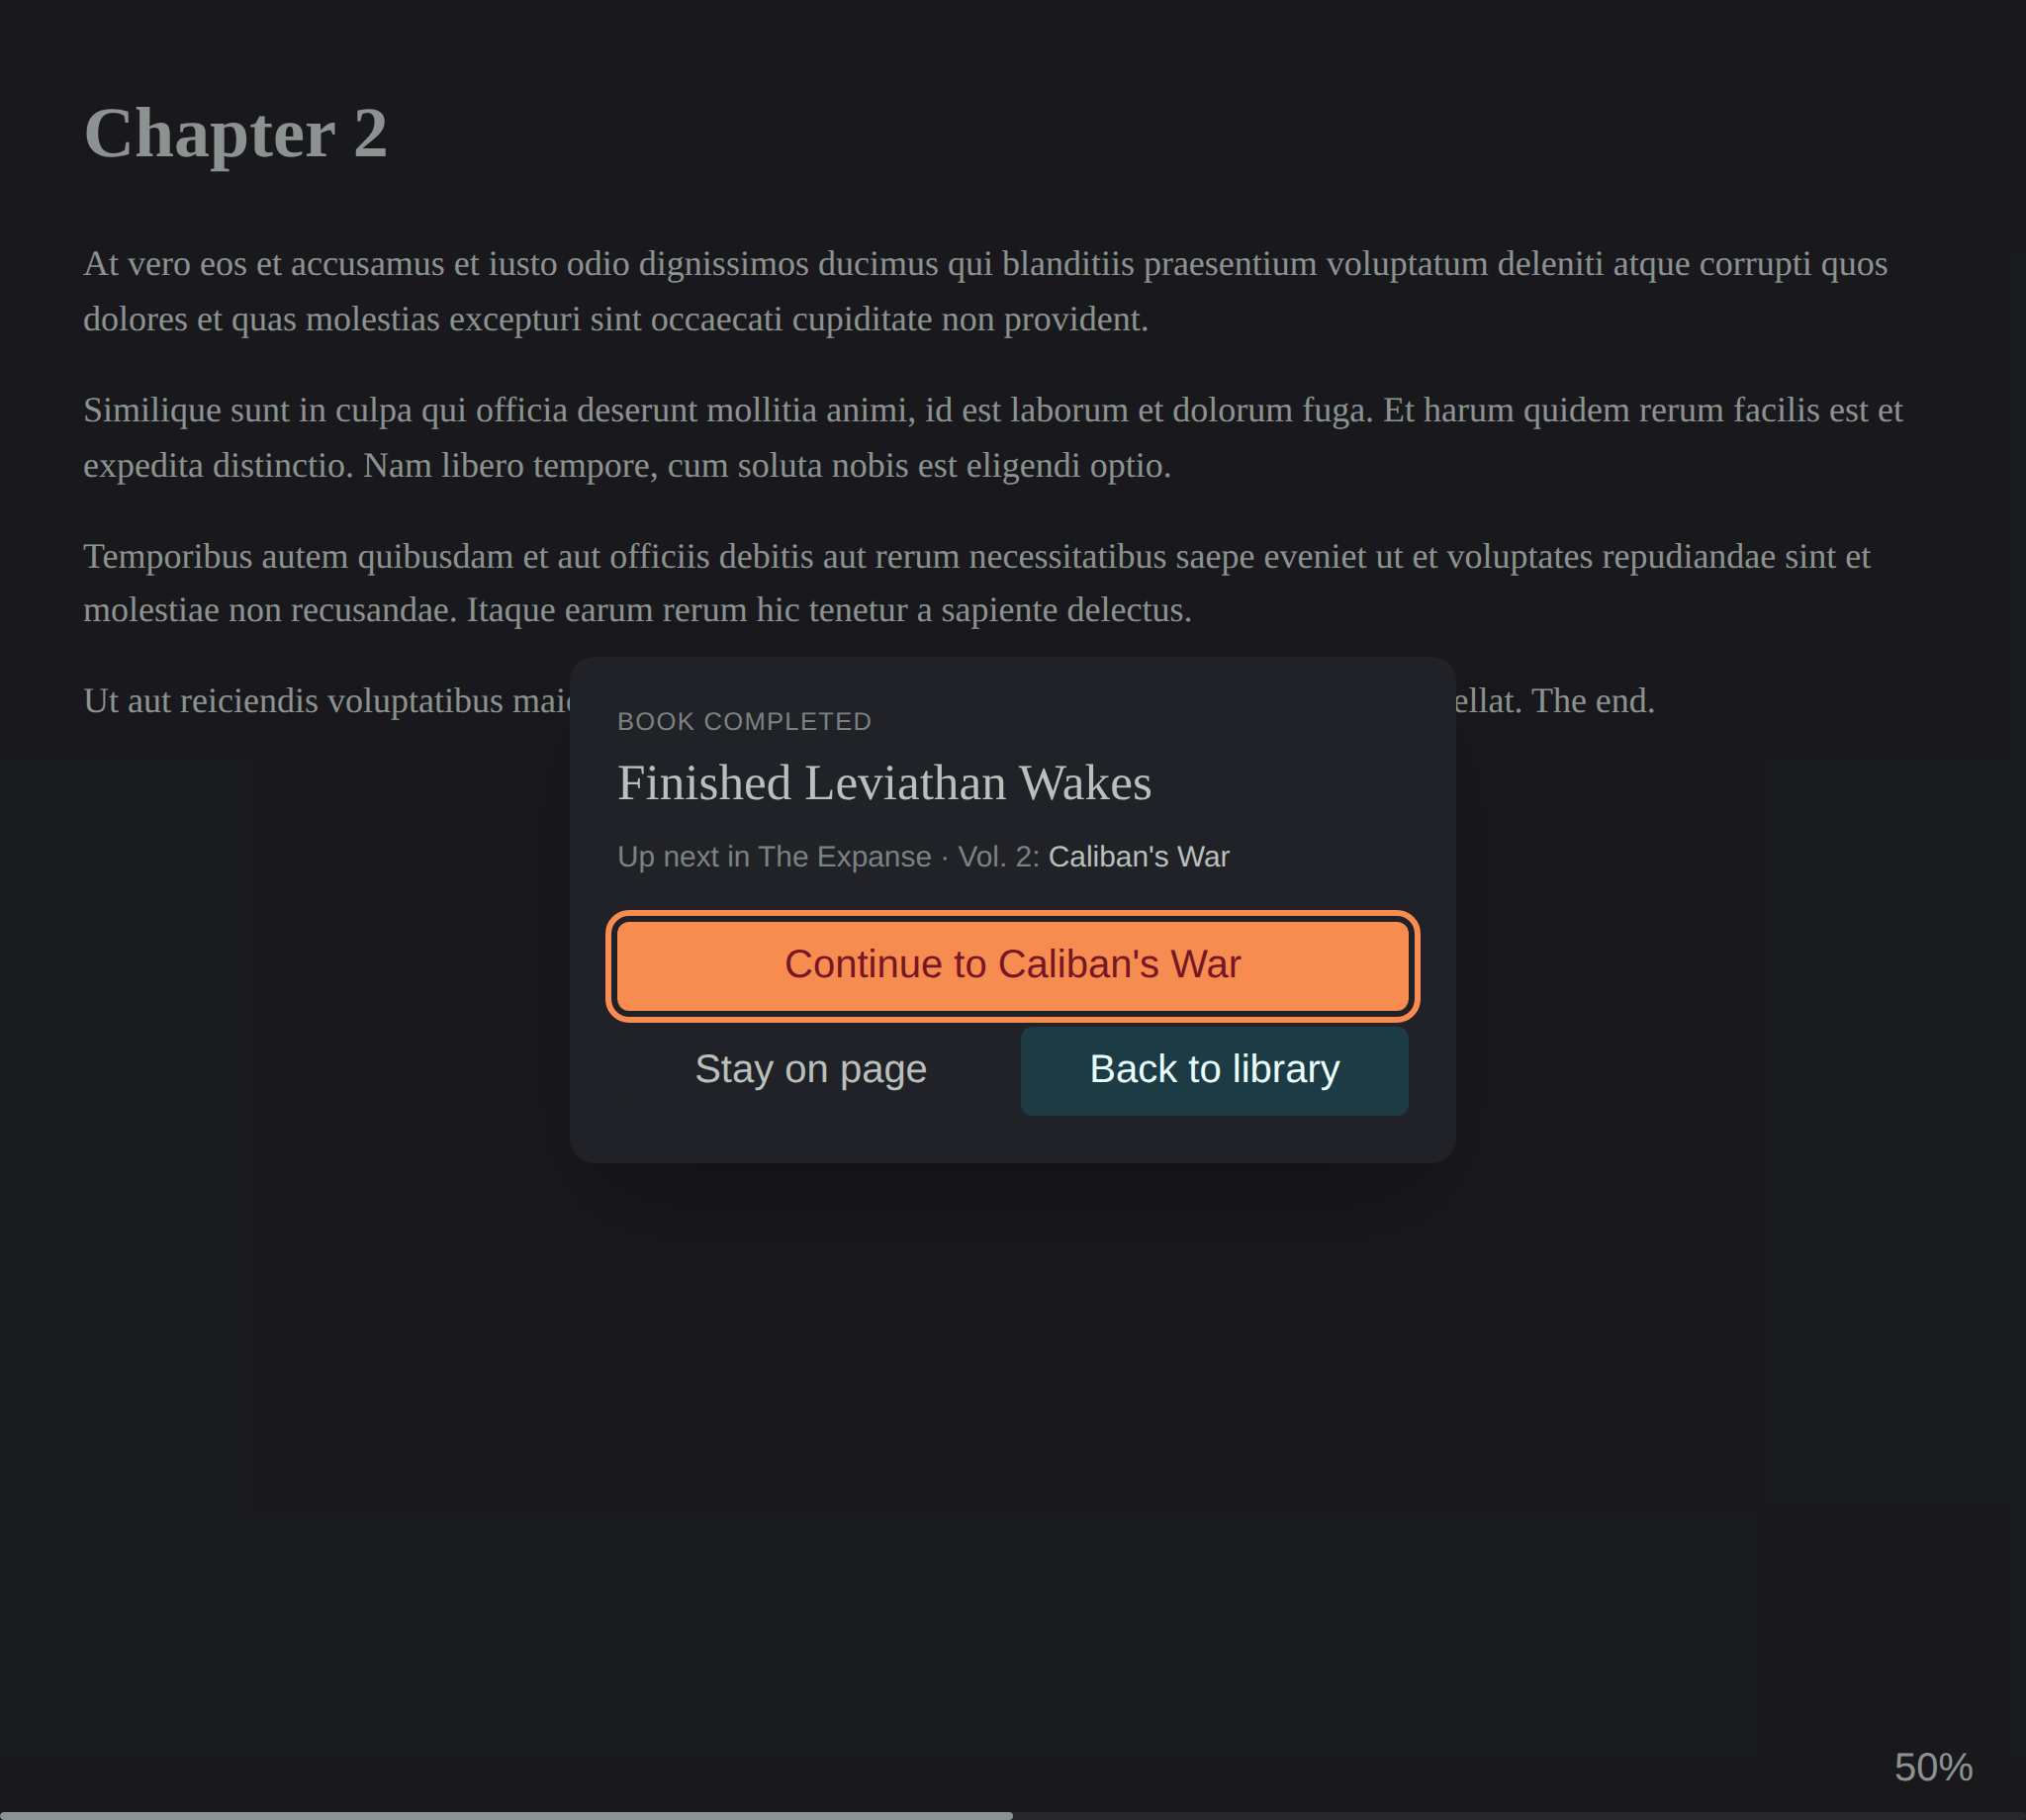 Chapter 2
At vero eos et accusamus et iusto odio dignissimos ducimus qui blanditiis praesentium voluptatum deleniti atque corrupti quos
dolores et quas molestias excepturi sint occaecati cupiditate non provident.
Similique sunt in culpa qui officia deserunt mollitia animi, id est laborum et dolorum fuga. Et harum quidem rerum facilis est et
expedita distinctio. Nam libero tempore, cum soluta nobis est eligendi optio.
Temporibus autem quibusdam et aut officiis debitis aut rerum necessitatibus saepe eveniet ut et voluptates repudiandae sint et
molestiae non recusandae. Itaque earum rerum hic tenetur a sapiente delectus.
Ut aut reiciendis voluptatibus The end.
BOOK COMPLETED
Finished Leviathan Wakes
Up next in The Expanse · Vol. 2: Caliban's War
Continue to Caliban's War
Stay on page Back to library
50%